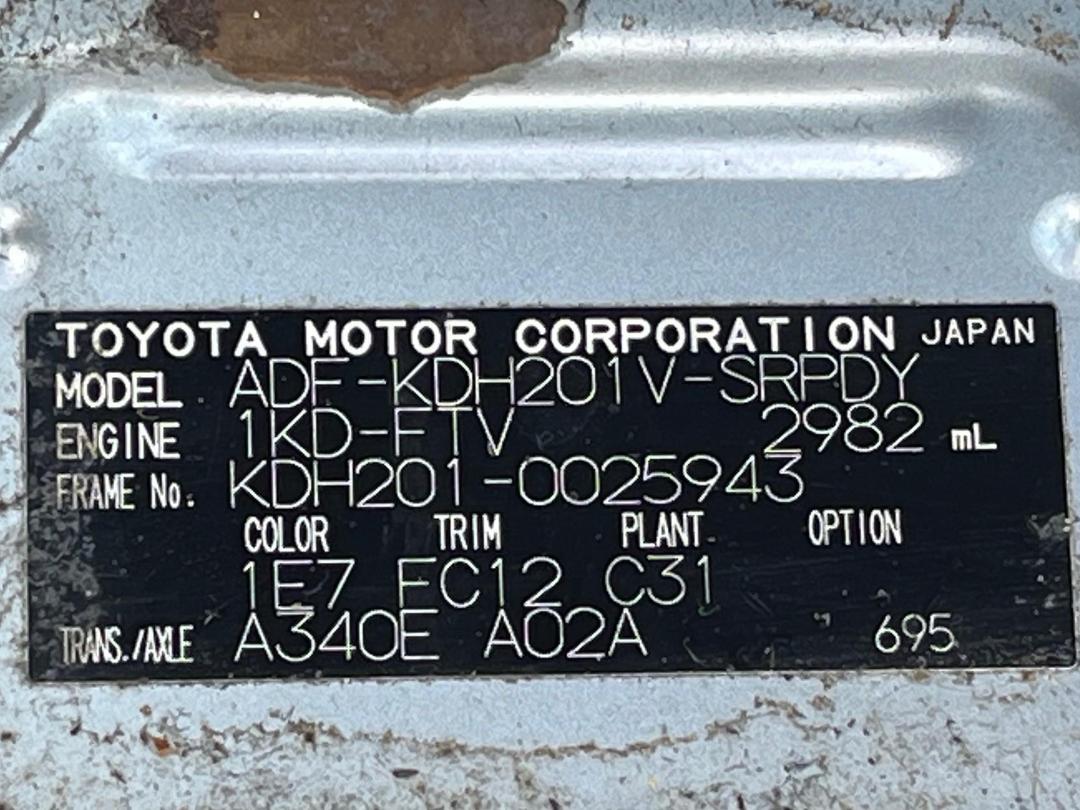 TOYOTA MOTOR CORPORATION JAPAN
MODEL ADF-KDH201V-SRPDY
ENGINE 1KD-FTV 2982 mL
FRAME No. KDH201-0025943
COLOR TRIM PLANT OPTION
1E7 FC12 C31
TRANS./AXLE A340E A02A 695